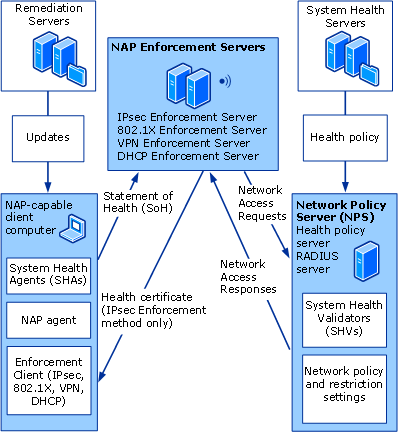 Remediation
Servers
System Health
Servers
NAP Enforcement Servers
IPsec Enforcement Server
802.1X Enforcement Server
VPN Enforcement Server
DHCP Enforcement Server
Updates
Health policy
NAP-capable
client
computer
System Health
Agents (SHAs)
NAP agent
Enforcement
Client (IPsec,
802.1X, VPN,
DHCP)
Statement of
Health (SoH)
Health certificate
(IPsec Enforcement
method only)
Network
Access
Requests
Network
Access
Responses
Network Policy
Server (NPS)
Health policy
server
RADIUS
server
System Health
Validators
(SHVs)
Network policy
and restriction
settings